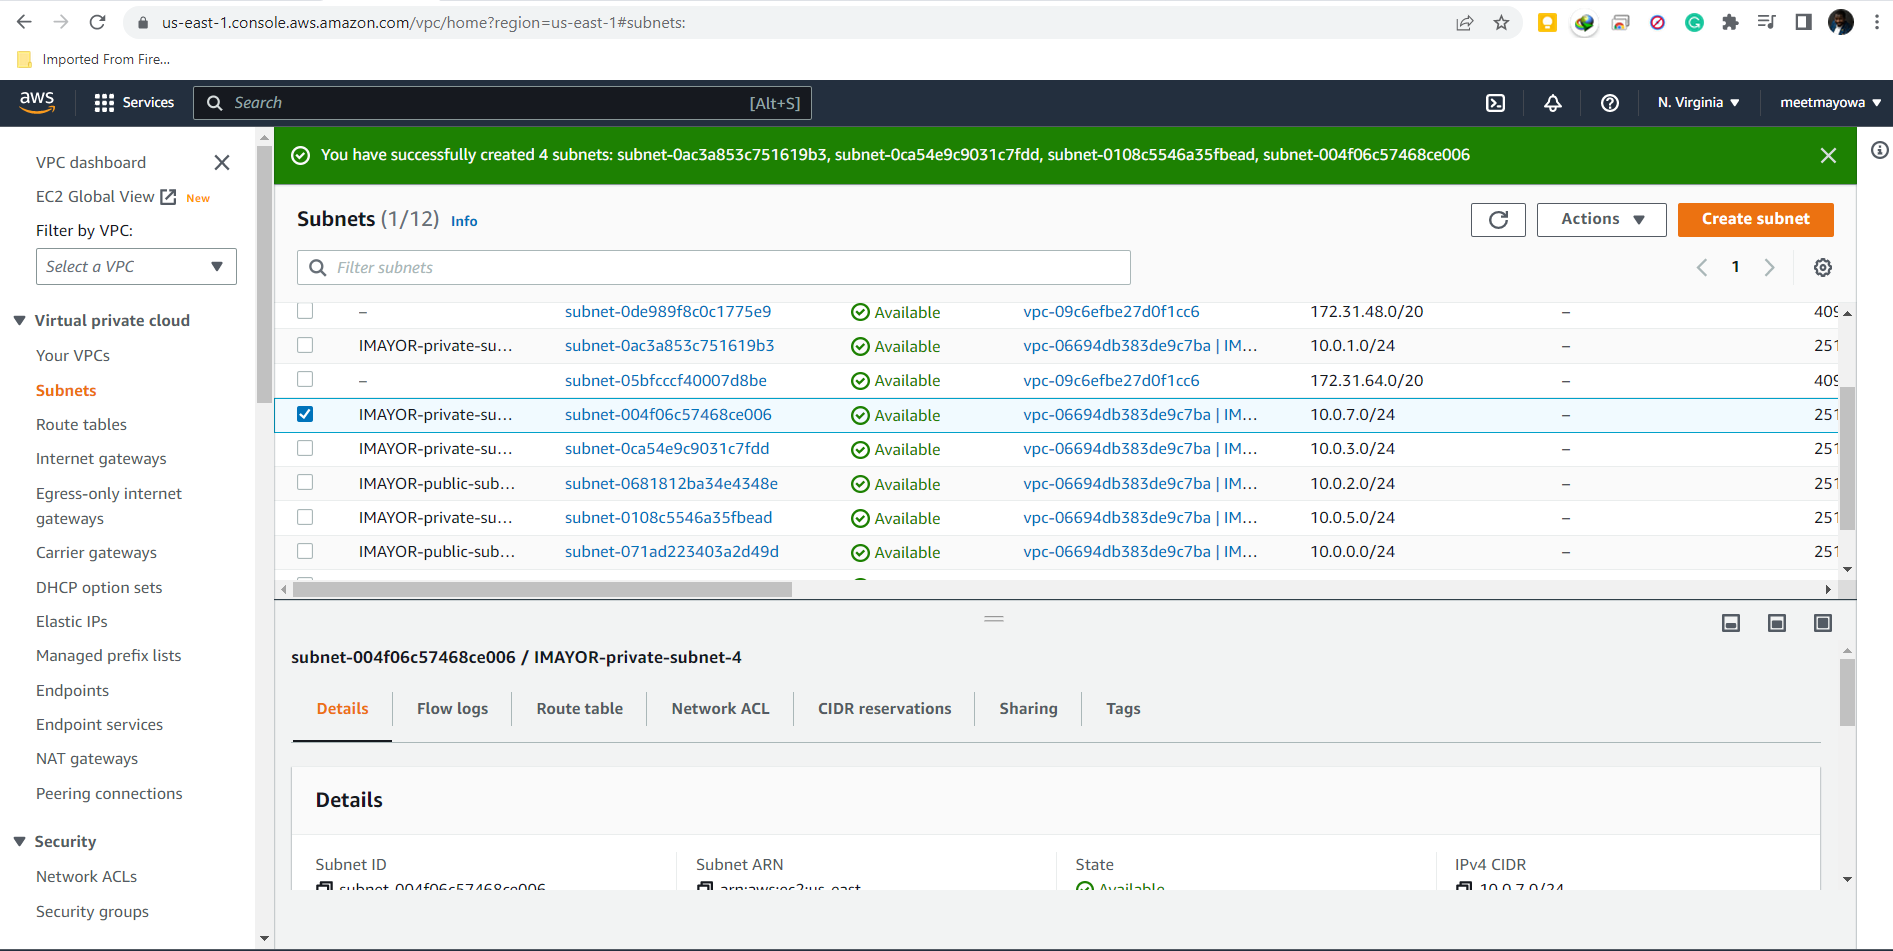 us-east-1.console.aws.amazon.com/vpc/home?region=us-east-1#subnets:
Imported From Fire...
aws
Services
Search
[Alt+S]
N. Virginia
meetmayowa
VPC dashboard
EC2 Global View
New
Filter by VPC:
Select a VPC
Virtual private cloud
Your VPCs
Subnets
Route tables
Internet gateways
Egress-only internet
gateways
Carrier gateways
DHCP option sets
Elastic IPs
Managed prefix lists
Endpoints
Endpoint services
NAT gateways
Peering connections
Security
Network ACLs
Security groups
You have successfully created 4 subnets: subnet-0ac3a853c751619b3, subnet-0ca54e9c9031c7fdd, subnet-0108c5546a35fbead, subnet-004f06c57468ce006
Subnets (1/12) Info
Actions
Create subnet
Filter subnets
1
– subnet-0de989f8c0c1775e9 Available vpc-09c6efbe27d0f1cc6 172.31.48.0/20 – 409
IMAYOR-private-su... subnet-0ac3a853c751619b3 Available vpc-06694db383de9c7ba | IM... 10.0.1.0/24 – 251
– subnet-05bfcccf40007d8be Available vpc-09c6efbe27d0f1cc6 172.31.64.0/20 – 409
IMAYOR-private-su... subnet-004f06c57468ce006 Available vpc-06694db383de9c7ba | IM... 10.0.7.0/24 – 251
IMAYOR-private-su... subnet-0ca54e9c9031c7fdd Available vpc-06694db383de9c7ba | IM... 10.0.3.0/24 – 251
IMAYOR-public-sub... subnet-0681812ba34e4348e Available vpc-06694db383de9c7ba | IM... 10.0.2.0/24 – 251
IMAYOR-private-su... subnet-0108c5546a35fbead Available vpc-06694db383de9c7ba | IM... 10.0.5.0/24 – 251
IMAYOR-public-sub... subnet-071ad223403a2d49d Available vpc-06694db383de9c7ba | IM... 10.0.0.0/24 – 251
subnet-004f06c57468ce006 / IMAYOR-private-subnet-4
Details
Flow logs
Route table
Network ACL
CIDR reservations
Sharing
Tags
Details
Subnet ID
Subnet ARN
State
IPv4 CIDR
subnet-004f06c57468ce006
arn:aws:ec2:us-east
Available
10.0.7.0/24